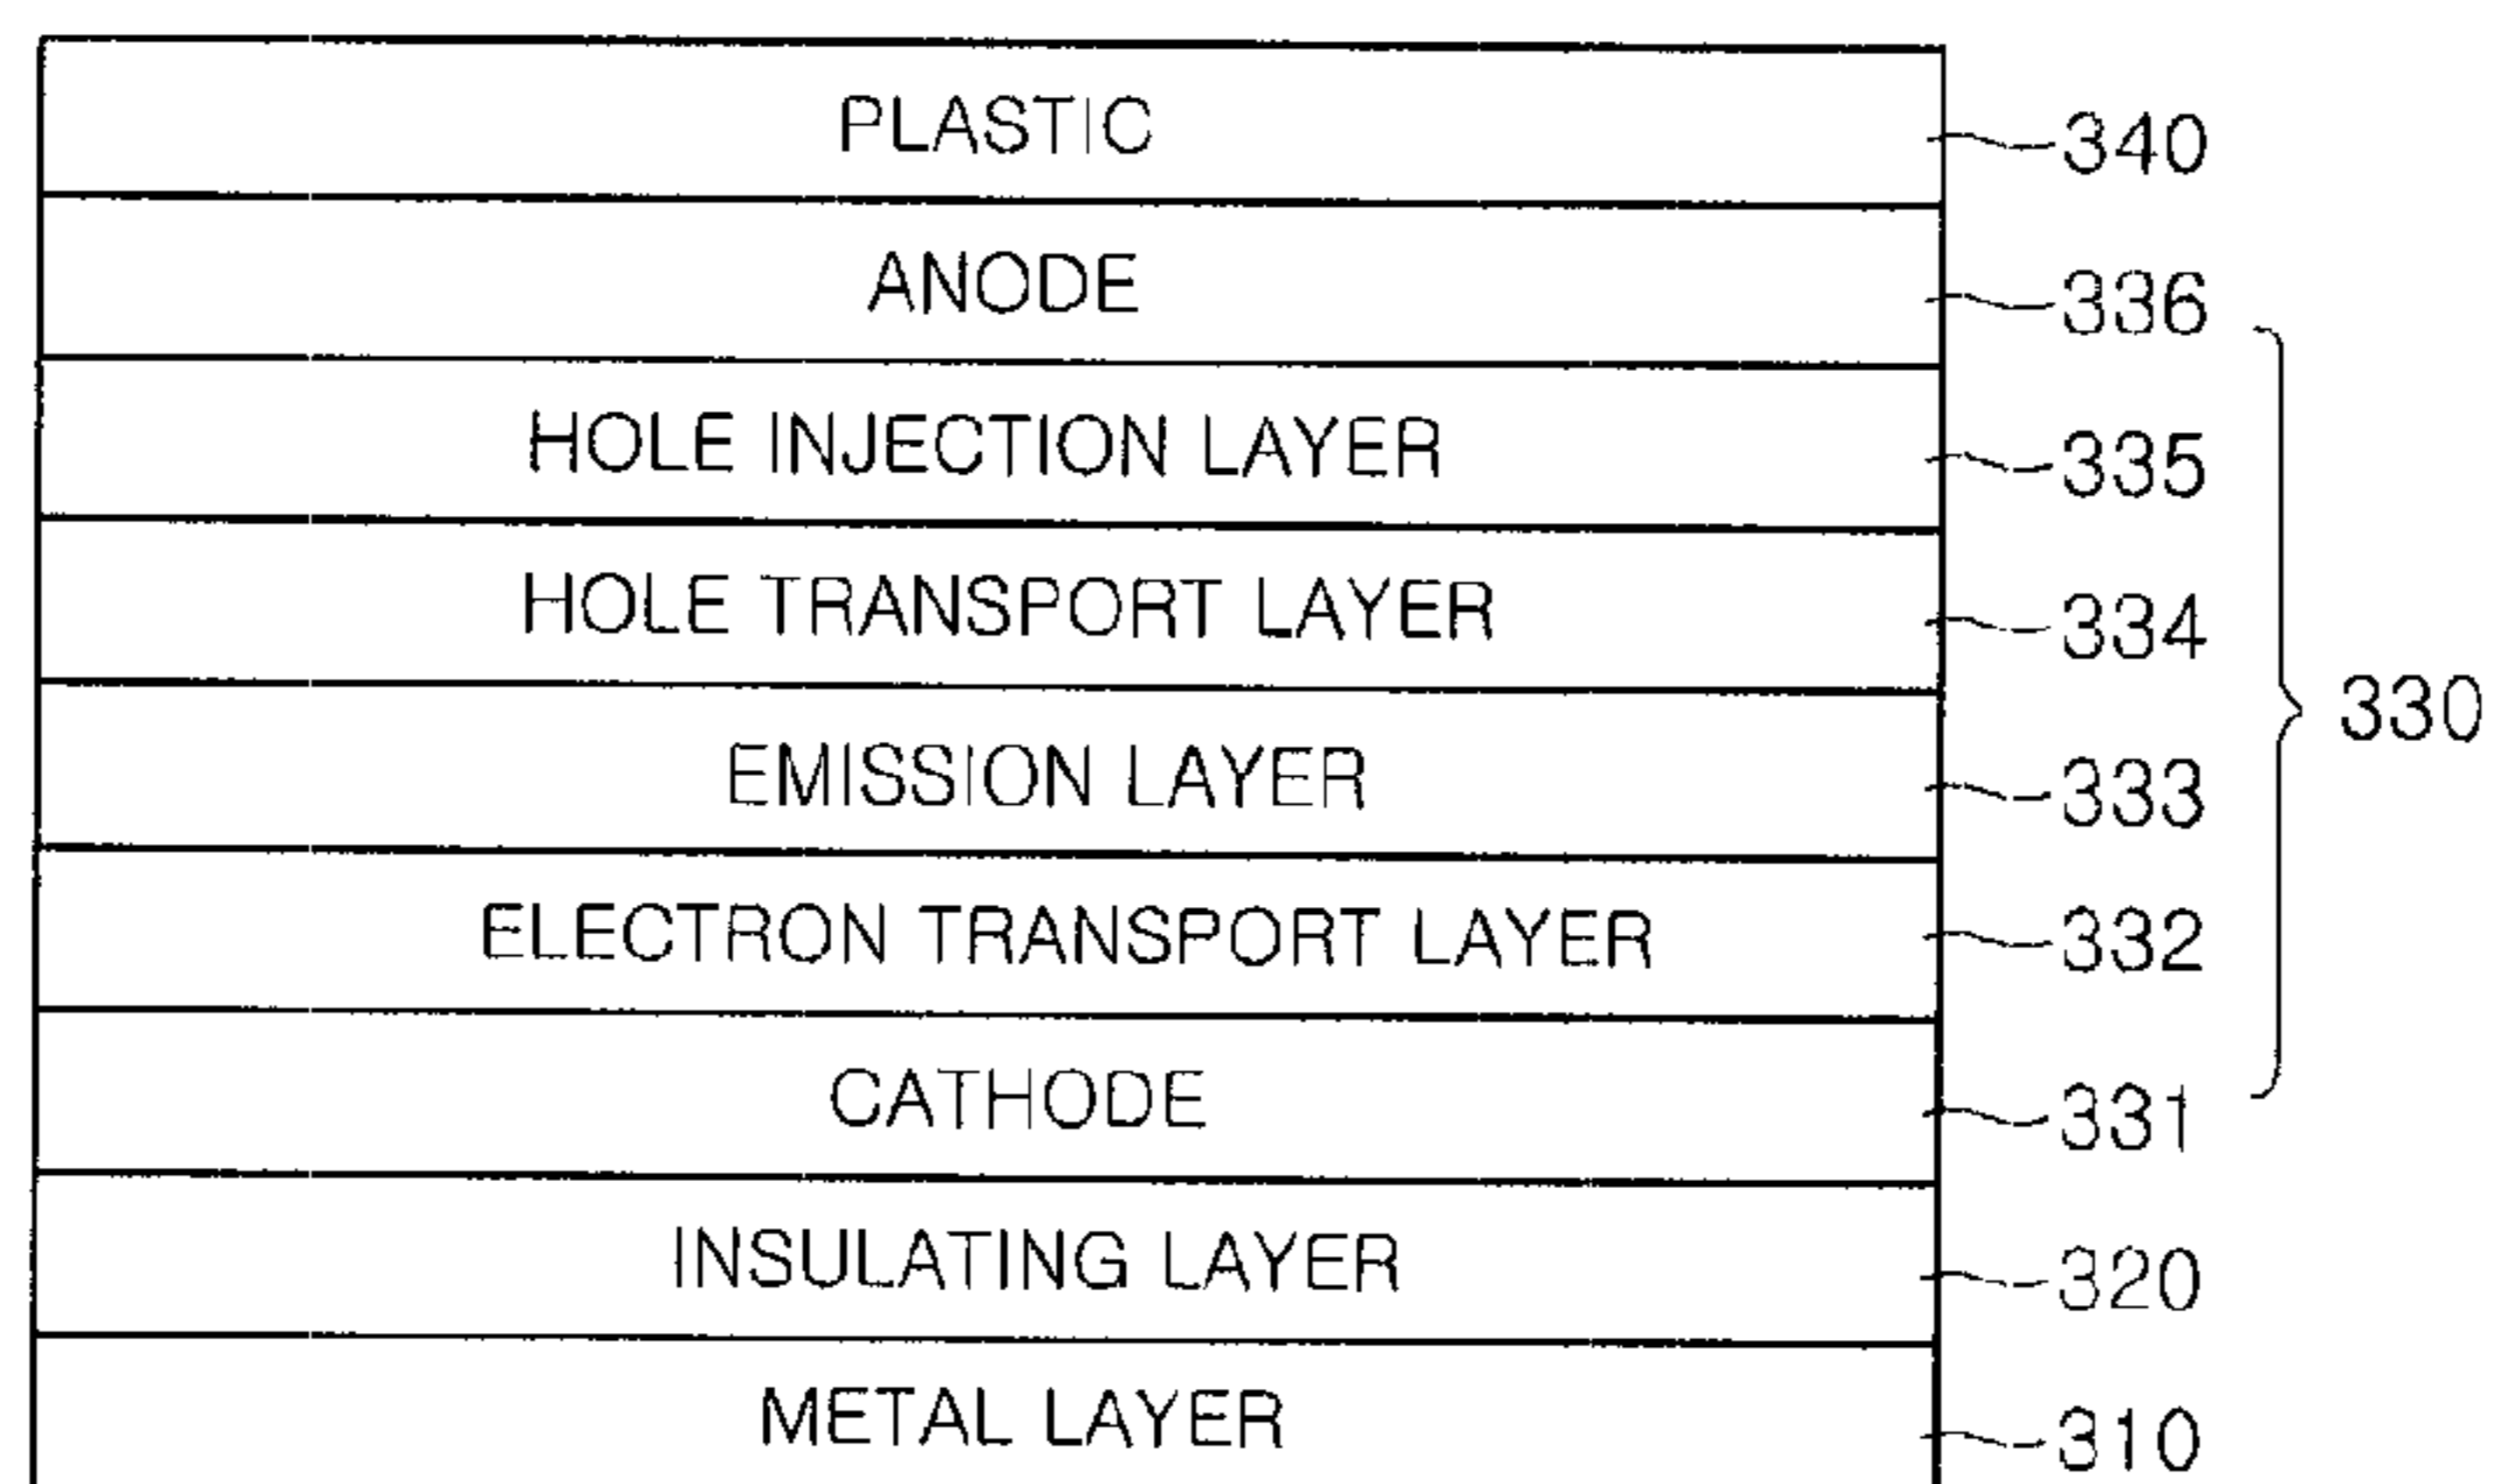 PLASTIC 340
ANODE 336
HOLE INJECTION LAYER 335
HOLE TRANSPORT LAYER 334
330
EMISSION LAYER 333
ELECTRON TRANSPORT LAYER 332
CATHODE 331
INSULATING LAYER 320
METAL LAYER 310